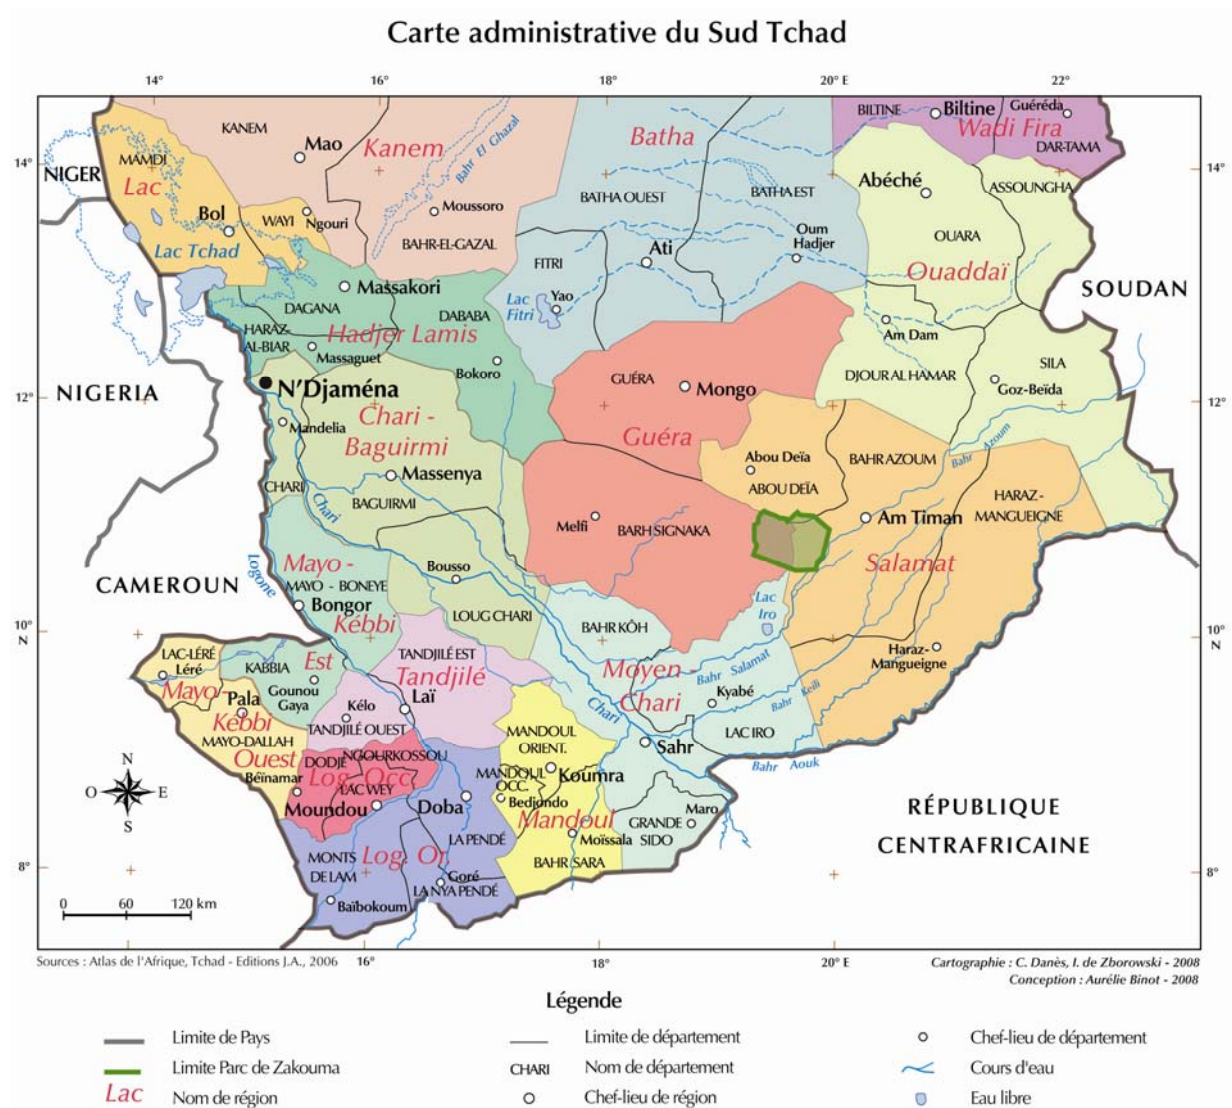 Carte administrative du Sud Tchad
14°
16°
18°
20° E
22°
KANEM
Mao
Kanem
Bahr El Ghazal
Batha
BILTINE
Biltine
Guéréda
Wadi Fira
DAR-TAMA
14°
N
NIGER
MAMDI
Lac
Bol
WAYI
Ngouri
Moussoro
BAHR-EL-GAZAL
BATHA OUEST
BATHA EST
Abéché
ASSOUNGHA
14°
N
Lac Tchad
Ati
Oum
Hadjer
OUARA
Ouaddaï
SOUDAN
Massakori
DAGANA
DABABA
FITRI
Lac
Fitri
Yao
HARAZ-
AL-BIAR
Hadjer Lamis
Massaguet
Bokoro
Am Dam
SILA
NIGERIA
N'Djaména
GUÉRA
Mongo
DJOUR AL HAMAR
Goz-Beïda
12°
12°
Mandelia
Chari -
Baguirmi
Guéra
Massenya
Abou Deïa
ABOU DEÏA
BAHR AZOUM
Bahr Azoum
CHARI
Chari
BAGUIRMI
Melfi
BARH SIGNAKA
Am Timan
HARAZ -
MANGUEIGNE
Salamat
CAMEROUN
Logone
Mayo -
MAYO - BONEYE
Bongor
Kébbi
Bousso
LOUG CHARI
BAHR KÔH
Lac
Iro
10°
N
10°
N
LAC-LÉRÉ
Léré
KABBIA
Est
TANDJILÉ EST
Tandjilé
Moyen -
Chari
Bahr Salamat
Haraz-
Mangueigne
Mayo
Pala
Gounou
Gaya
Kélo
Laï
Chari
Kyabé
Bahr Keïli
Kébbi
MAYO-DALLAH
Ouest
TANDJILÉ OUEST
MANDOUL
ORIENT.
Sahr
LAC IRO
Bahr Aouk
Béïnamar
DODJÉ
NGOURKOSSOU
Log. Occ
LAC WEY
Moundou
Doba
MANDOUL
OCC.
Bedjondo
Koumra
Mandoul
Moïssala
Maro
GRANDE
SIDO
N
O
E
S
RÉPUBLIQUE
CENTRAFRICAINE
8°
8°
MONTS
DE LAM
Log. Or.
LA PENDÉ
BAHR SARA
Goré
LA NYA PENDÉ
Baïbokoum
0
60
120 km
16°
18°
20° E
Sources : Atlas de l'Afrique, Tchad - Editions J.A., 2006
Cartographie : C. Danès, I. de Zborowski - 2008
Conception : Aurélie Binot - 2008
Légende
Limite de Pays
Limite de département
Chef-lieu de département
Limite Parc de Zakouma
CHARI
Nom de département
Cours d'eau
Lac
Nom de région
Chef-lieu de région
Eau libre